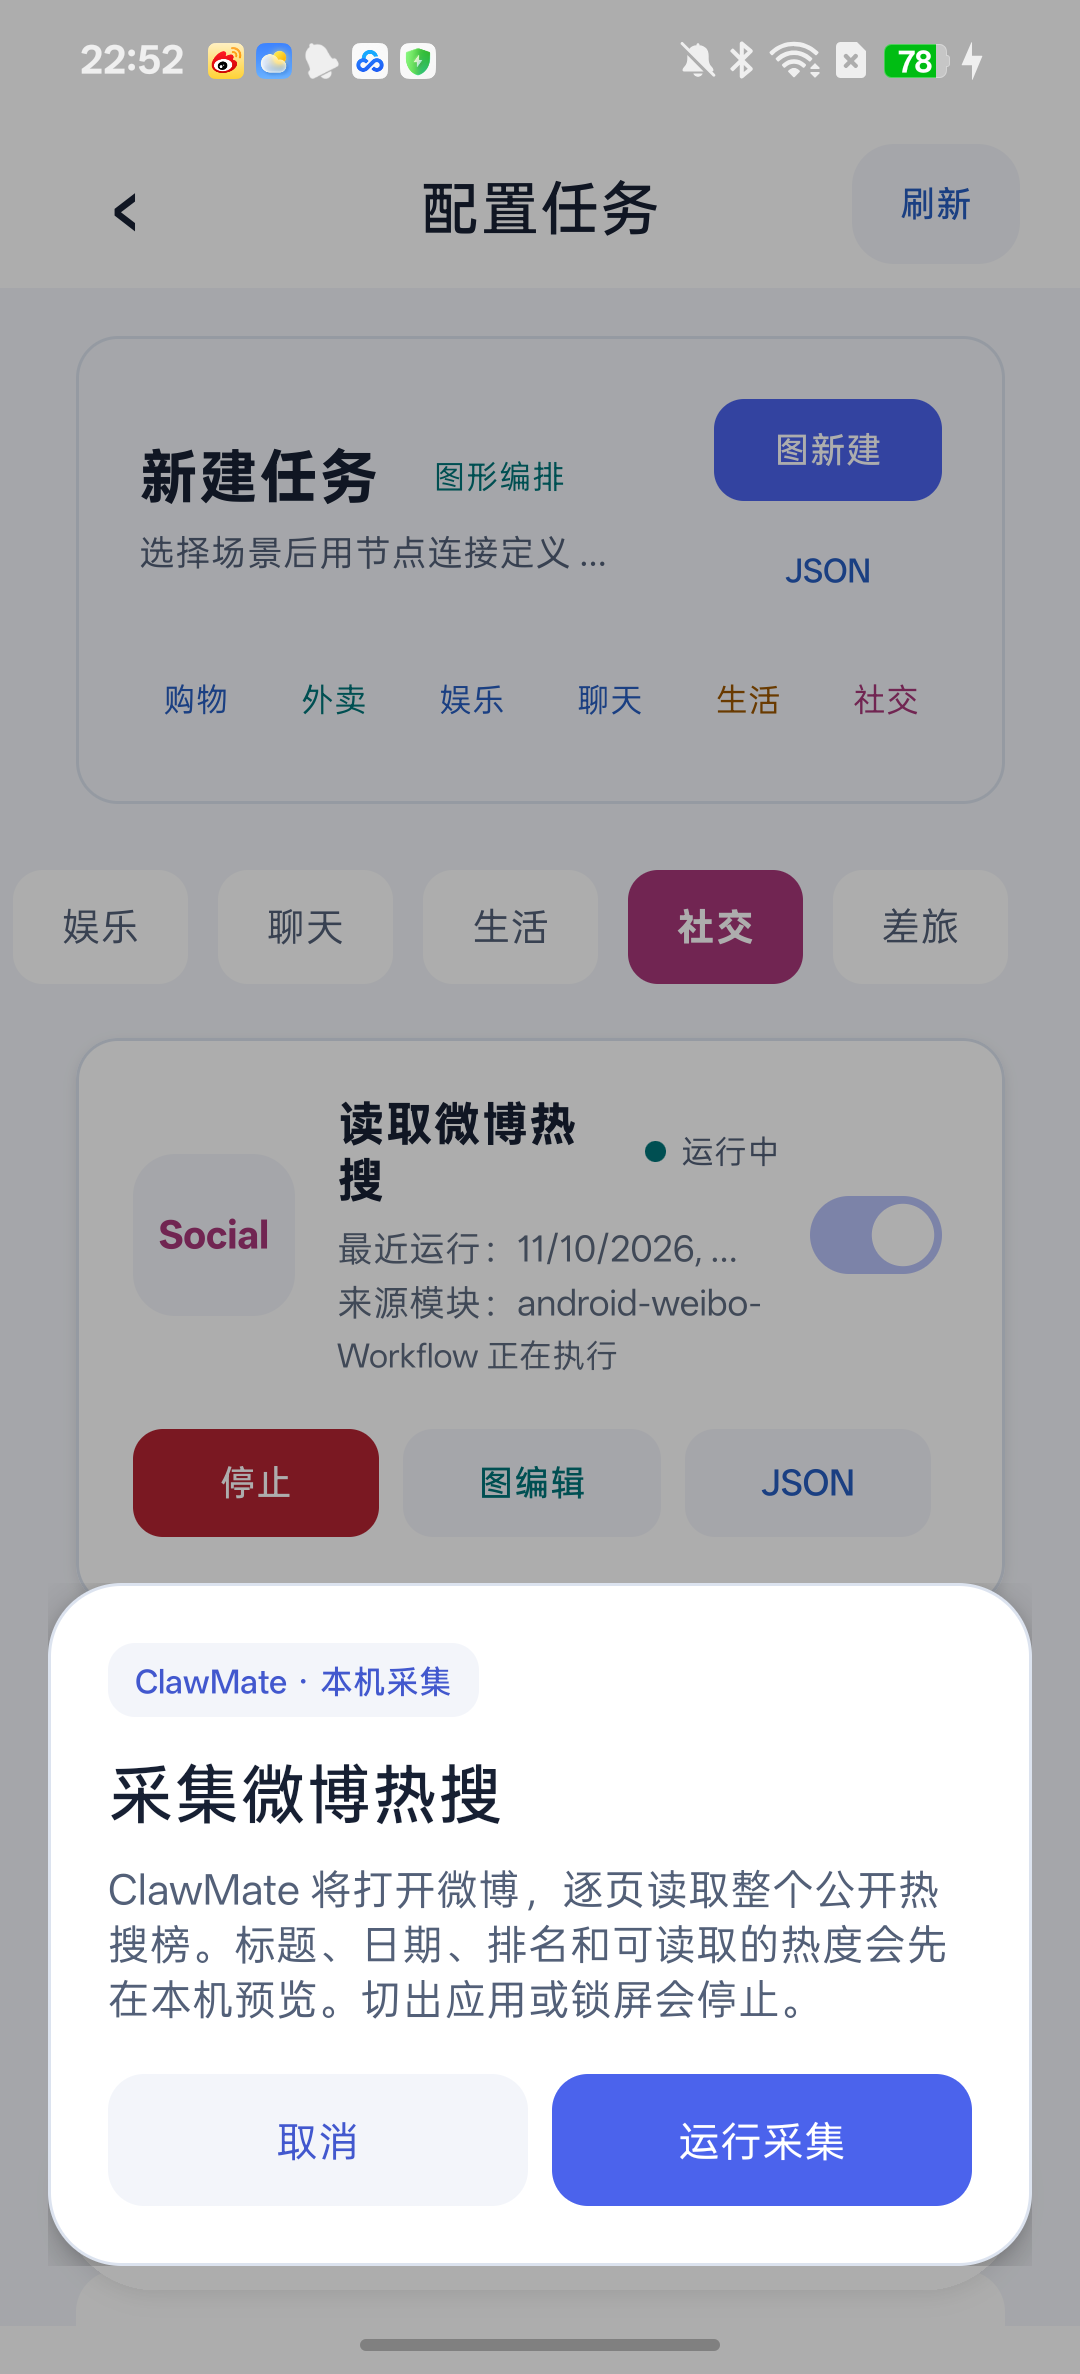 22:52
78
配置任务
刷新
新建任务
图形编排
图新建
选择场景后用节点连接定义 ...
JSON
购物
外卖
娱乐
聊天
生活
社交
娱乐
聊天
生活
社交
差旅
读取微博热
搜
运行中
Social
最近运行：11/10/2026, ...
来源模块：android-weibo-
Workflow 正在执行
停止
图编辑
JSON
ClawMate · 本机采集
采集微博热搜
ClawMate 将打开微博，逐页读取整个公开热
搜榜。标题、日期、排名和可读取的热度会先
在本机预览。切出应用或锁屏会停止。
取消
运行采集